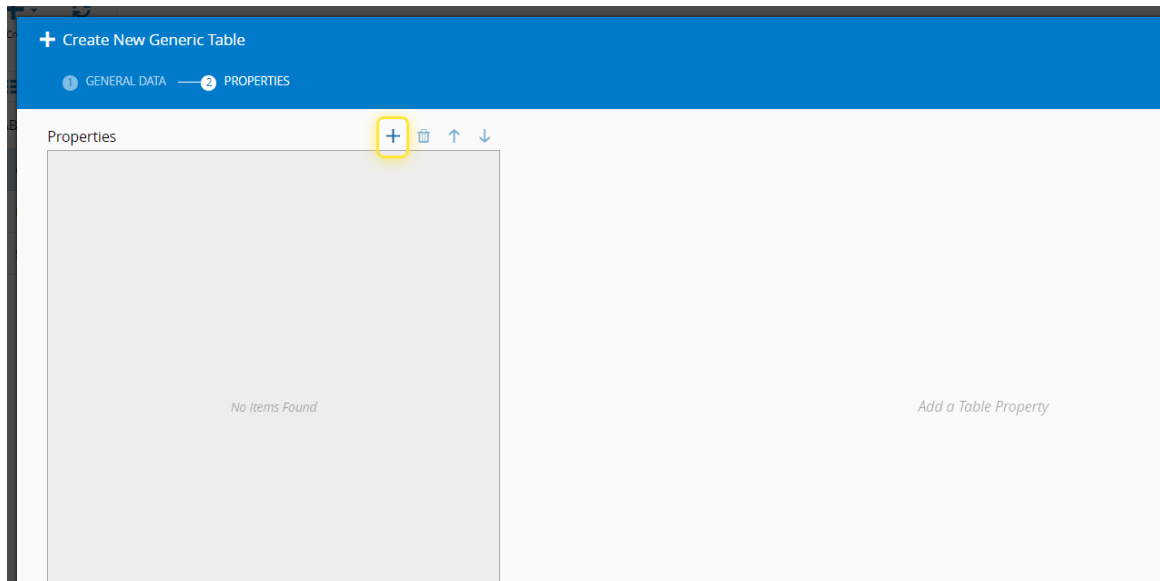 Create New Generic Table
1 GENERAL DATA 2 PROPERTIES
Properties
No Items Found
Add a Table Property